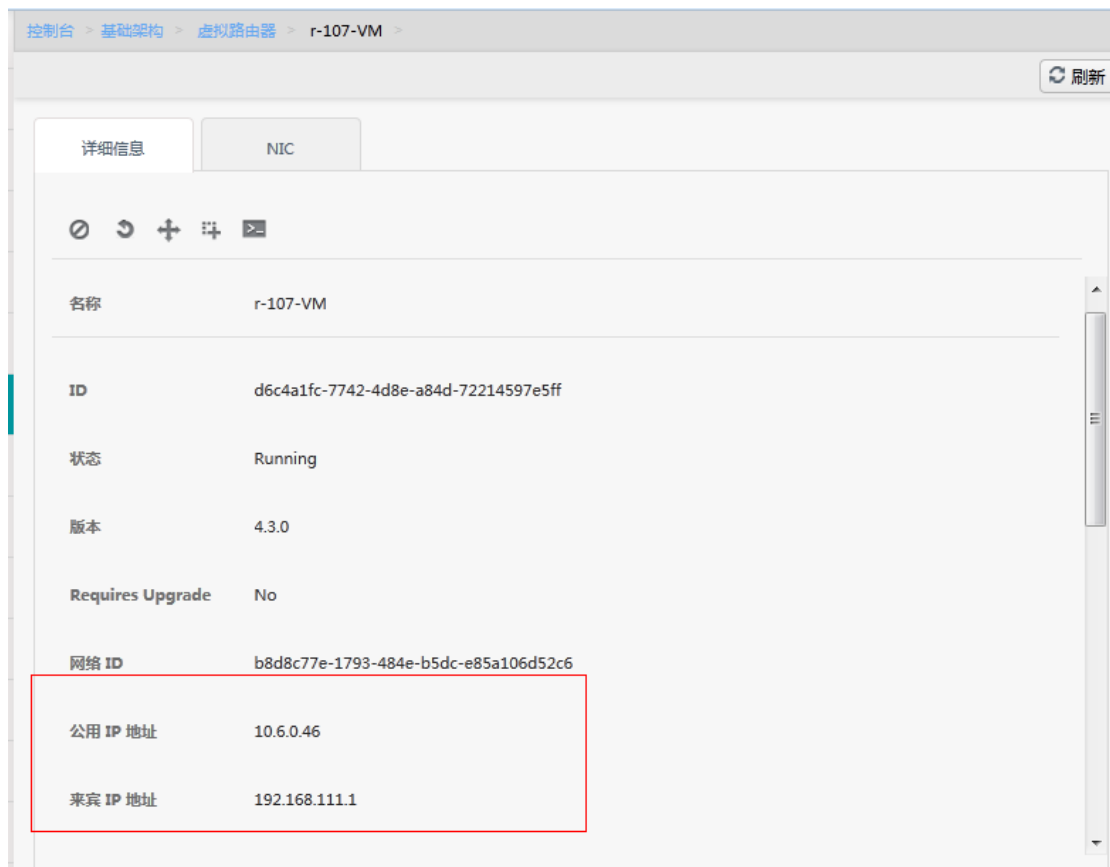 控制台 > 基础架构 > 虚拟路由器 > r-107-VM >
刷新
详细信息 NIC
名称 r-107-VM
ID d6c4a1fc-7742-4d8e-a84d-72214597e5ff
状态 Running
版本 4.3.0
Requires Upgrade No
网络 ID b8d8c77e-1793-484e-b5dc-e85a106d52c6
公用 IP 地址 10.6.0.46
来宾 IP 地址 192.168.111.1